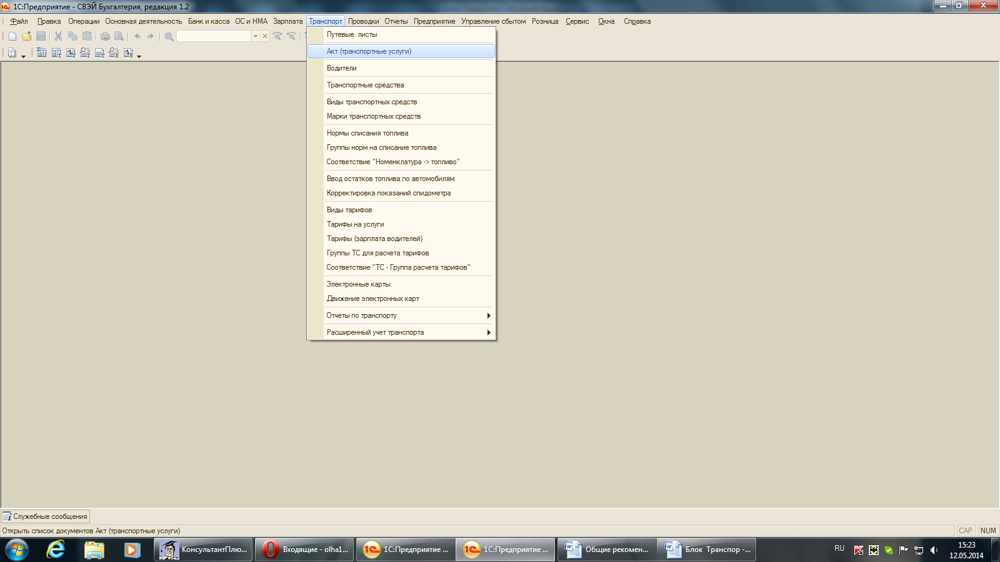 1С:Предприятие - СВЭЙ Бухгалтерия, редакция 1.2
Файл Правка Операции Основная деятельность Банк и касса ОС и НМА Зарплата Транспорт Проводки Отчеты Предприятие Управление сбытом Розница Сервис Окна Справка
Путевые листы
Акт (транспортные услуги)
Водители
Транспортные средства
Виды транспортных средств
Марки транспортных средств
Нормы списания топлива
Группы норм на списание топлива
Соответствие "Номенклатура -> топливо"
Ввод остатков топлива по автомобилям
Корректировка показаний спидометра
Виды тарифов
Тарифы на услуги
Тарифы (зарплата водителей)
Группы ТС для расчета тарифов
Соответствие "ТС - Группа расчета тарифов"
Электронные карты
Движение электронных карт
Отчеты по транспорту
Расширенный учет транспорта
Служебные сообщения
Открыть список документов Акт (транспортные услуги)
CAP NUM
КонсультантПлю...
Входящие - olha1...
1С:Предприятие ...
1С:Предприятие ...
Общие рекомен...
Блок Транспор -...
RU
15:23
12.05.2014